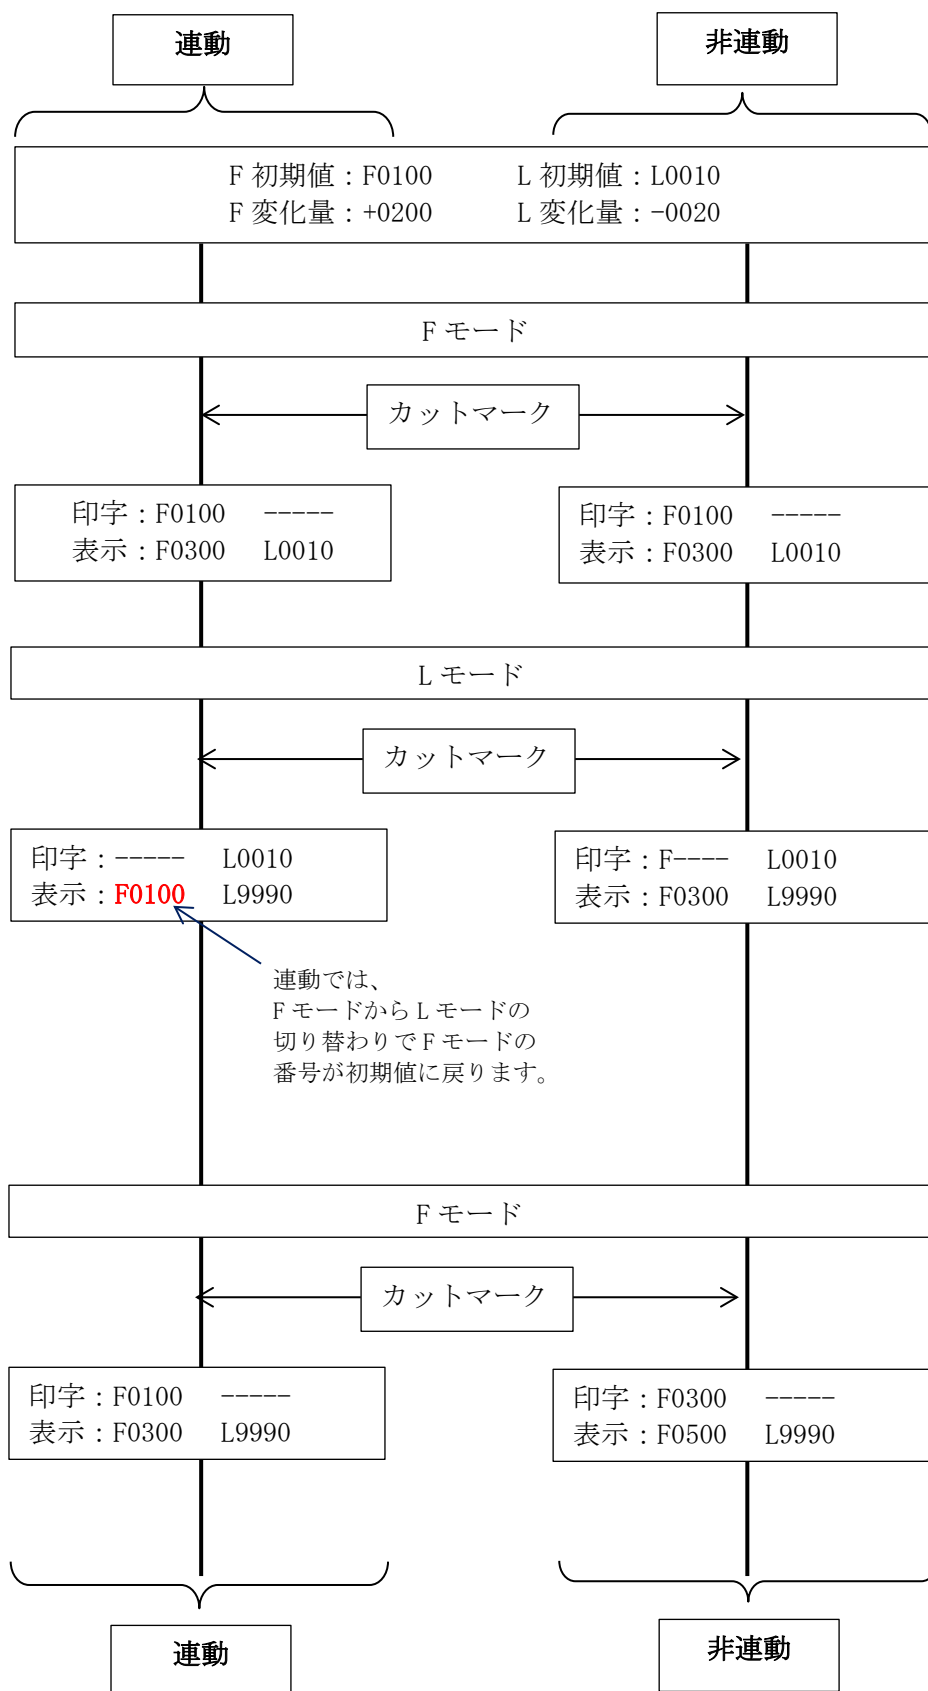 連動
非連動
F 初期値：F0100 L 初期値：L0010
F 変化量：+0200 L 変化量：-0020
F モード
カットマーク
印字：F0100 -----
表示：F0300 L0010
印字：F0100 -----
表示：F0300 L0010
L モード
カットマーク
印字：----- L0010
表示：F0100 L9990
印字：F---- L0010
表示：F0300 L9990
連動では、
F モードから L モードの
切り替わりで F モードの
番号が初期値に戻ります。
F モード
カットマーク
印字：F0100 -----
表示：F0300 L9990
印字：F0300 -----
表示：F0500 L9990
連動
非連動